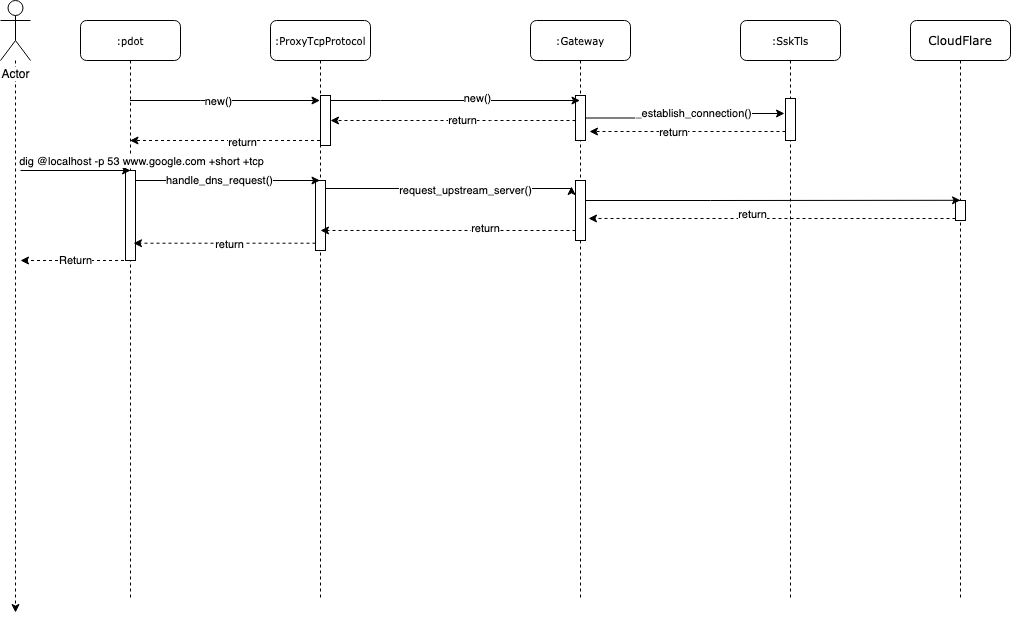 :pdot
:ProxyTcpProtocol
:Gateway
:SskTls
CloudFlare
Actor
new()
new()
_establish_connection()
return
return
return
dig @localhost -p 53 www.google.com +short +tcp
handle_dns_request()
request_upstream_server()
return
return
return
Return